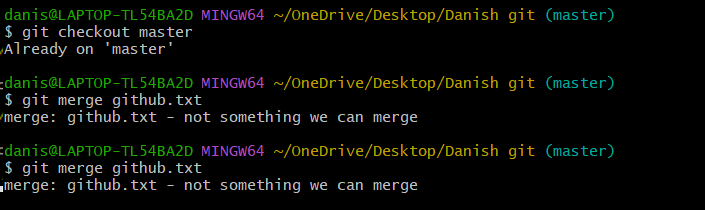 danis@LAPTOP-TL54BA2D MINGW64 ~/OneDrive/Desktop/Danish git (master)
$ git checkout master
Already on 'master'
danis@LAPTOP-TL54BA2D MINGW64 ~/OneDrive/Desktop/Danish git (master)
$ git merge github.txt
merge: github.txt - not something we can merge
danis@LAPTOP-TL54BA2D MINGW64 ~/OneDrive/Desktop/Danish git (master)
$ git merge github.txt
merge: github.txt - not something we can merge